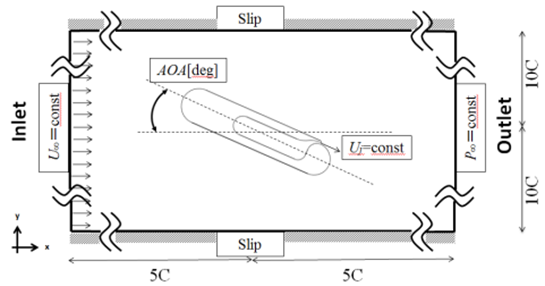 Slip
AOA[deg]
Inlet
U∞=const
Uj=const
P∞=const
Outlet
10C
10C
Slip
y
x
5C
5C